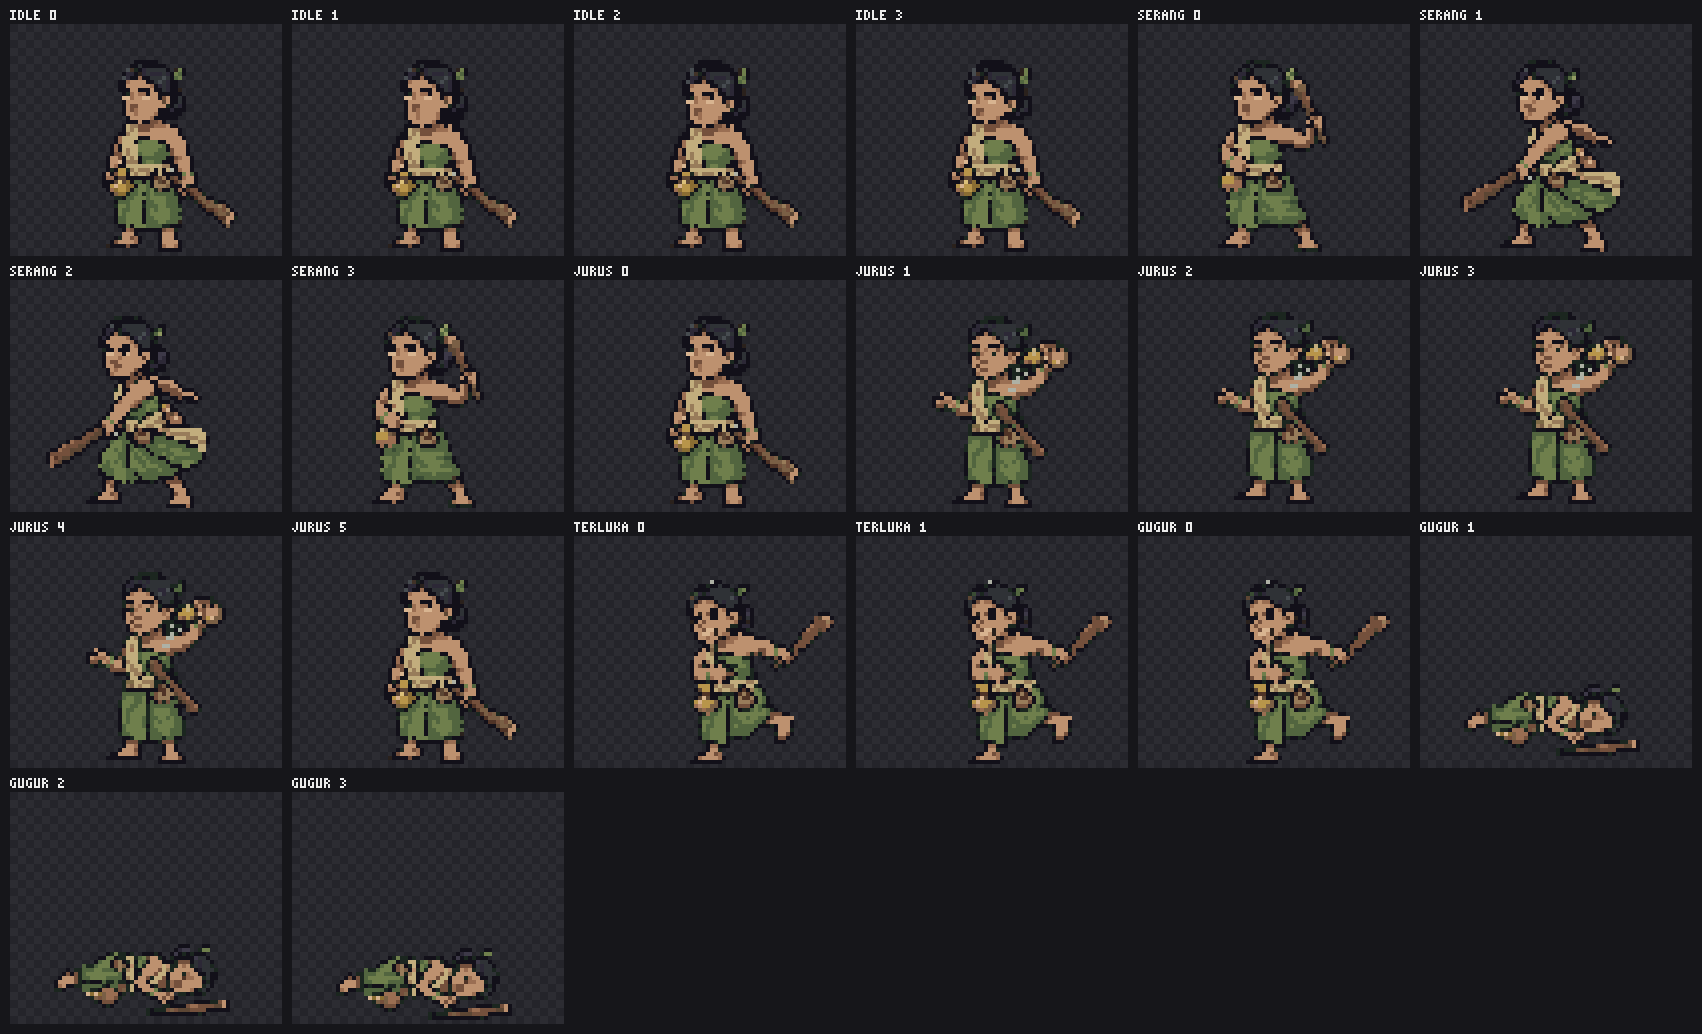 IDLE 0
IDLE 1
IDLE 2
IDLE 3
SERANG 0
SERANG 1
SERANG 2
SERANG 3
JURUS 0
JURUS 1
JURUS 2
JURUS 3
JURUS 4
JURUS 5
TERLUKA 0
TERLUKA 1
GUGUR 0
GUGUR 1
GUGUR 2
GUGUR 3